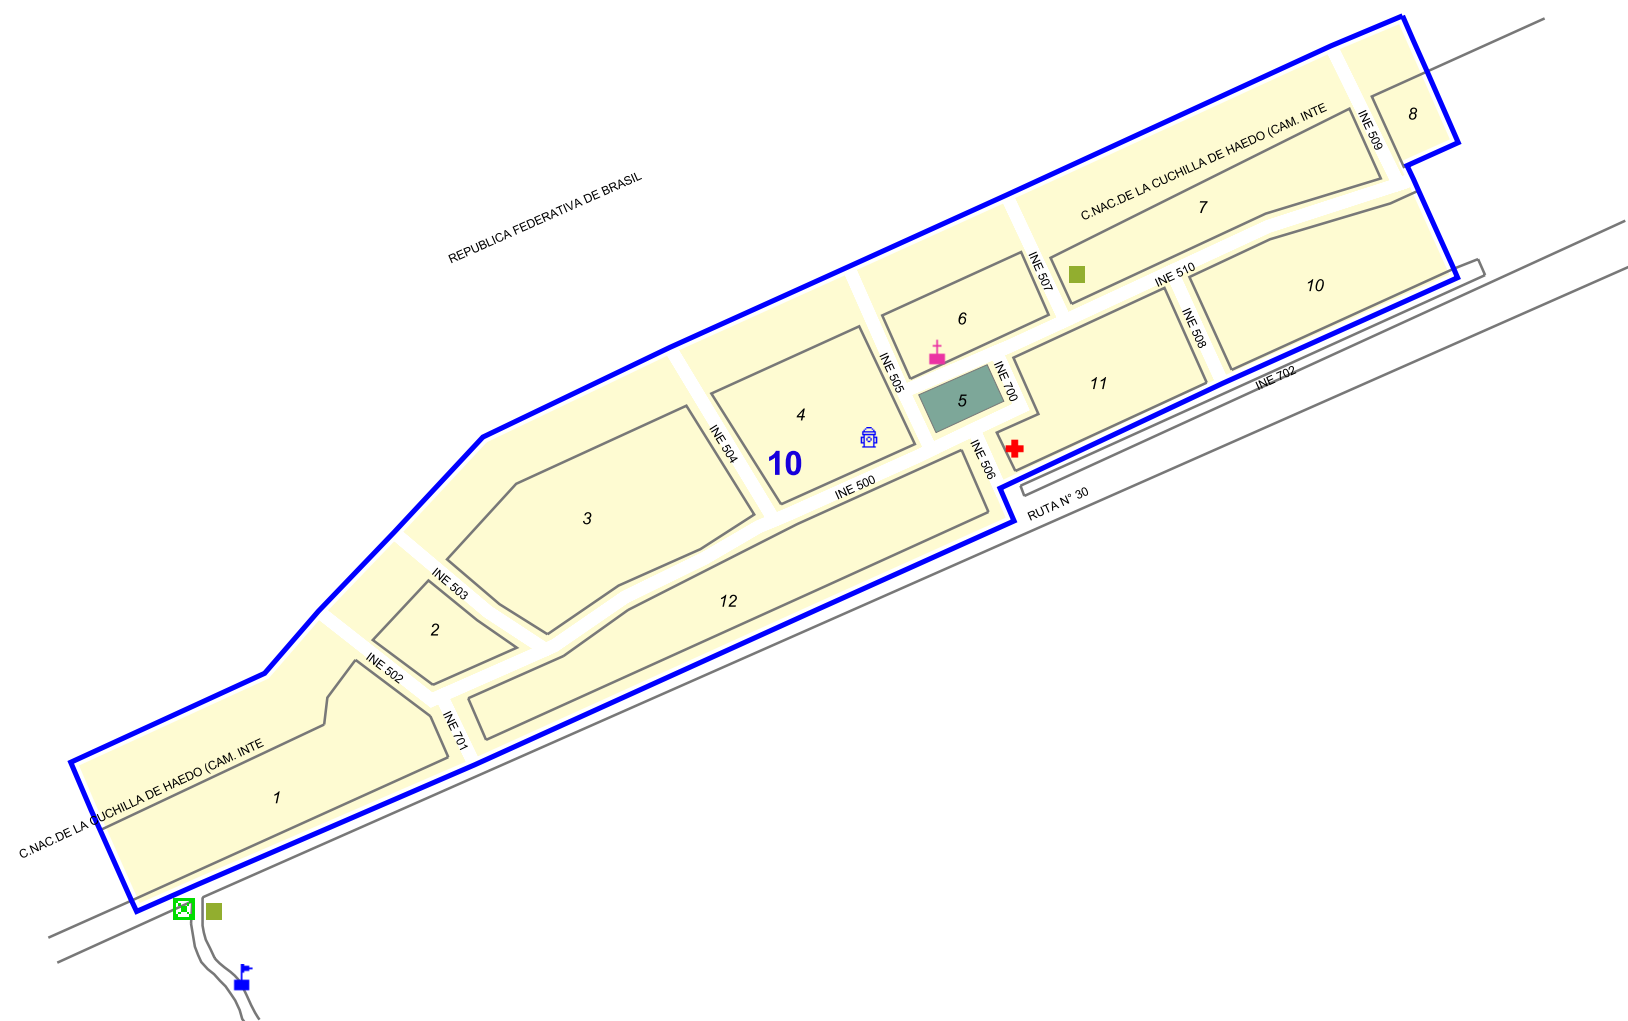 C.NAC.DE LA CUCHILLA DE HAEDO (CAM. INTE
INE 509
8
REPUBLICA FEDERATIVA DE BRASIL
7
INE 507
INE 510
10
6
INE 508
INE 505
INE 700
11
INE 702
5
4
INE 504
10
INE 506
INE 500
RUTA N° 30
3
INE 503
12
2
INE 502
INE 701
C.NAC.DE LA CUCHILLA DE HAEDO (CAM. INTE
1